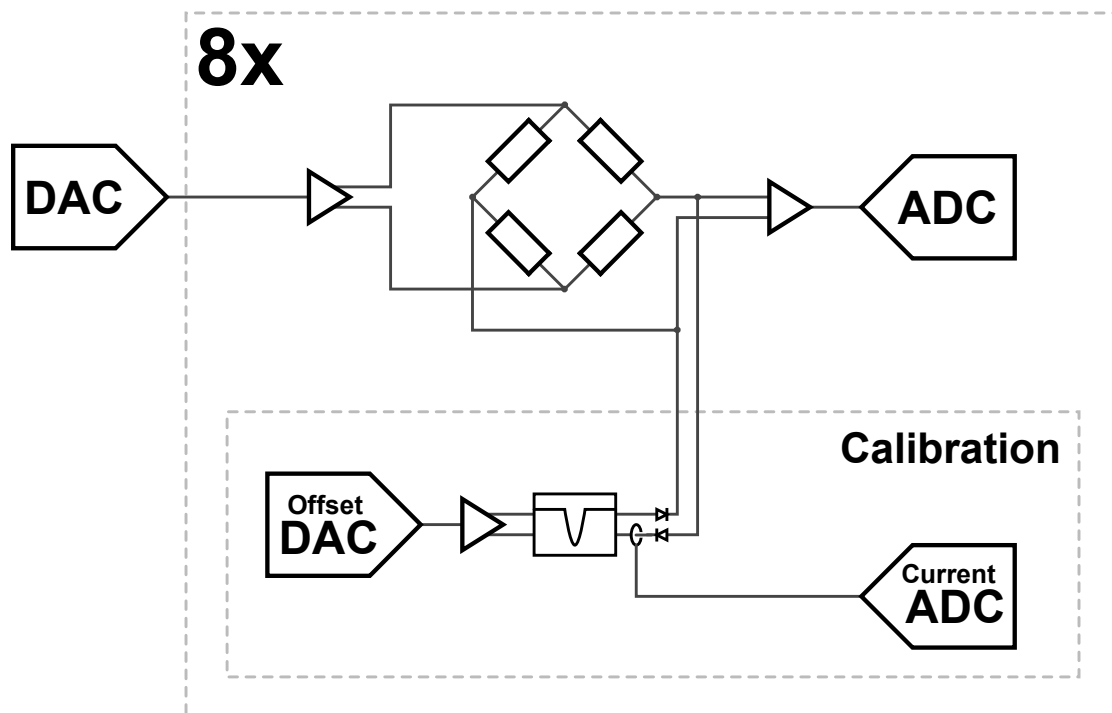 8x
DAC
ADC
Calibration
Offset
DAC
Current
ADC